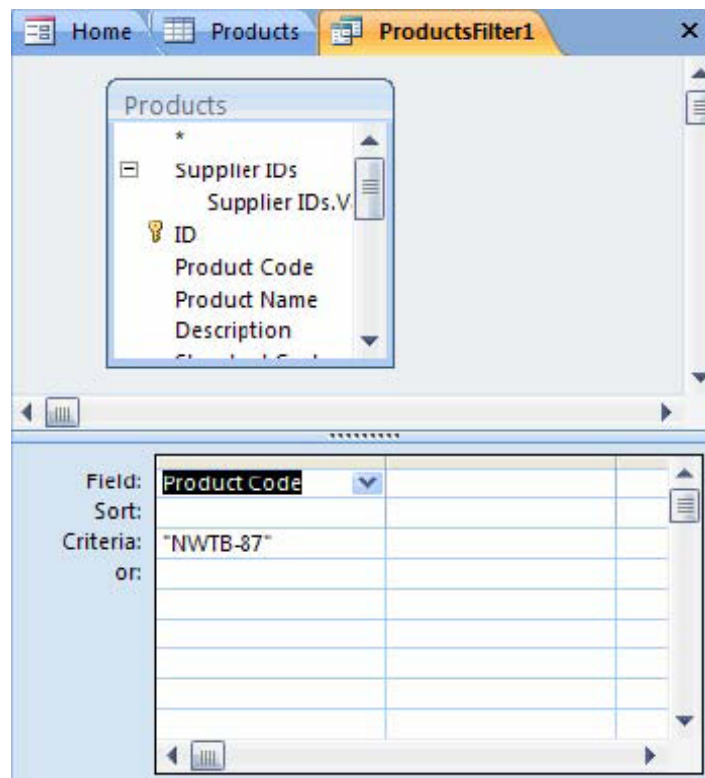 Home Products ProductsFilter1
Products
*
Supplier IDs
Supplier IDs.V
ID
Product Code
Product Name
Description
Field: Product Code
Sort:
Criteria: "NWTB-87"
or: